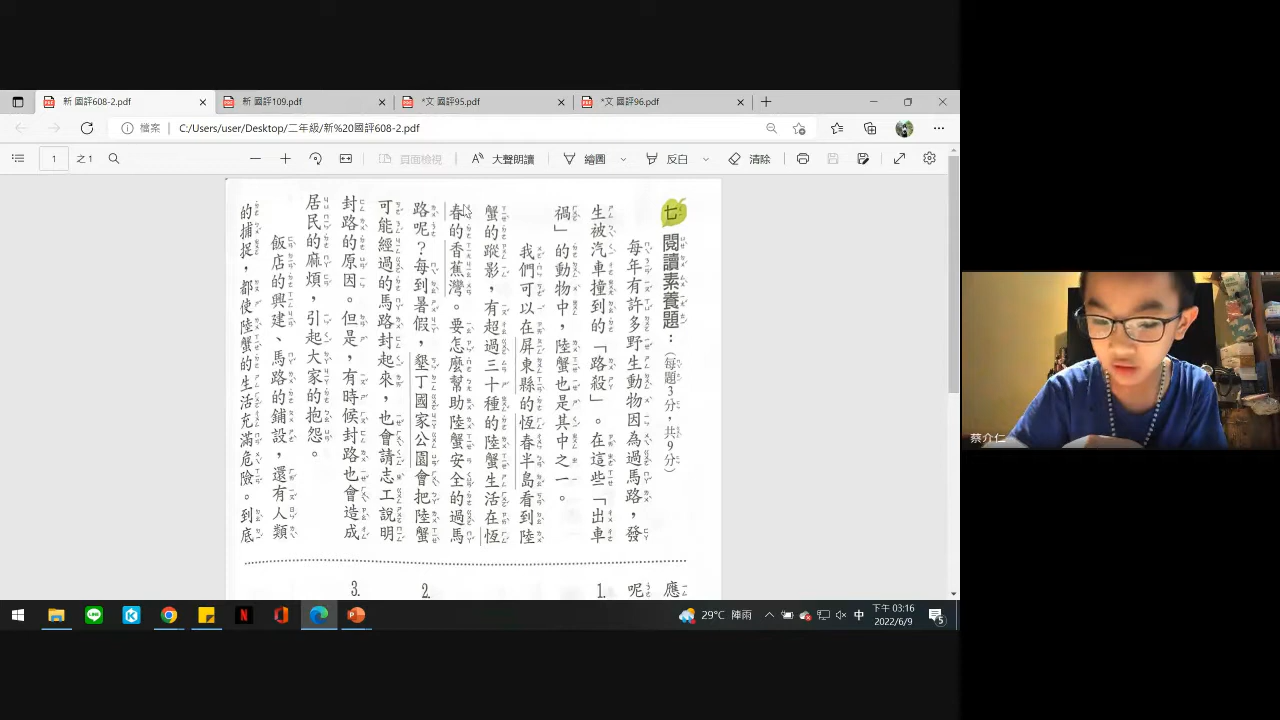 新 國評608-2.pdf
新 國評109.pdf
*文 國評95.pdf
*文 國評96.pdf
檔案
C:/Users/user/Desktop/二年級/新%20國評608-2.pdf
1
之1
頁面檢視
大聲朗讀
繪圖
反白
清除
七
閱讀素養題：（每題3分，共9分）
每年有許多野生動物因為過馬路，發
生被汽車撞到的「路殺」。在這些「出車
禍」的動物中，陸蟹也是其中之一。
我們可以在屏東縣的恆春半島看到陸
蟹的蹤影，有超過三十種的陸蟹生活在恆
春的香蕉灣。要怎麼幫助陸蟹安全的過馬
路呢？每到暑假，墾丁國家公園會把陸蟹
可能經過的馬路封起來，也會請志工說明
封路的原因。但是，有時候封路也會造成
居民的麻煩，引起大家的抱怨。
飯店的興建、馬路的鋪設，還有人類
的捕捉，都使陸蟹的生活充滿危險。到底
應
呢
1.
2.
3.
蔡介仁
29°C 陣雨
中
下午 03:16
2022/6/9
5